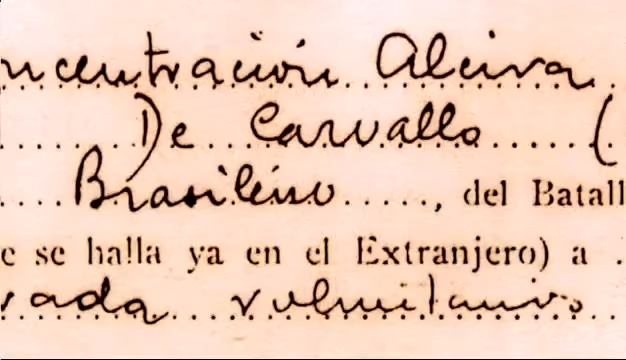 ncentración Alcira
De Carvallo (
Brasileiro , del Batall
e se halla ya en el Extranjero) a .
vada voluntario